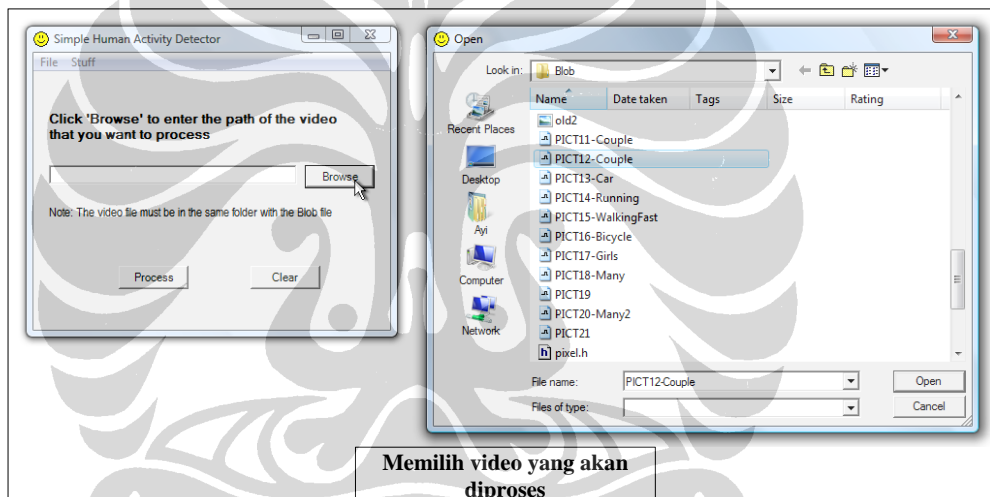 Simple Human Activity Detector
File Stuff
Click 'Browse' to enter the path of the video
that you want to process
Browse
Note: The video file must be in the same folder with the Blob file
Process Clear
Open
Look in: Blob
Recent Places
Desktop
Ayi
Computer
Network
Name Date taken Tags Size Rating
old2
PICT11-Couple
PICT12-Couple
PICT13-Car
PICT14-Running
PICT15-WalkingFast
PICT16-Bicycle
PICT17-Girls
PICT18-Many
PICT19
PICT20-Many2
PICT21
pixel.h
File name: PICT12-Couple Open
Files of type: Cancel
Memilih video yang akan
diproses